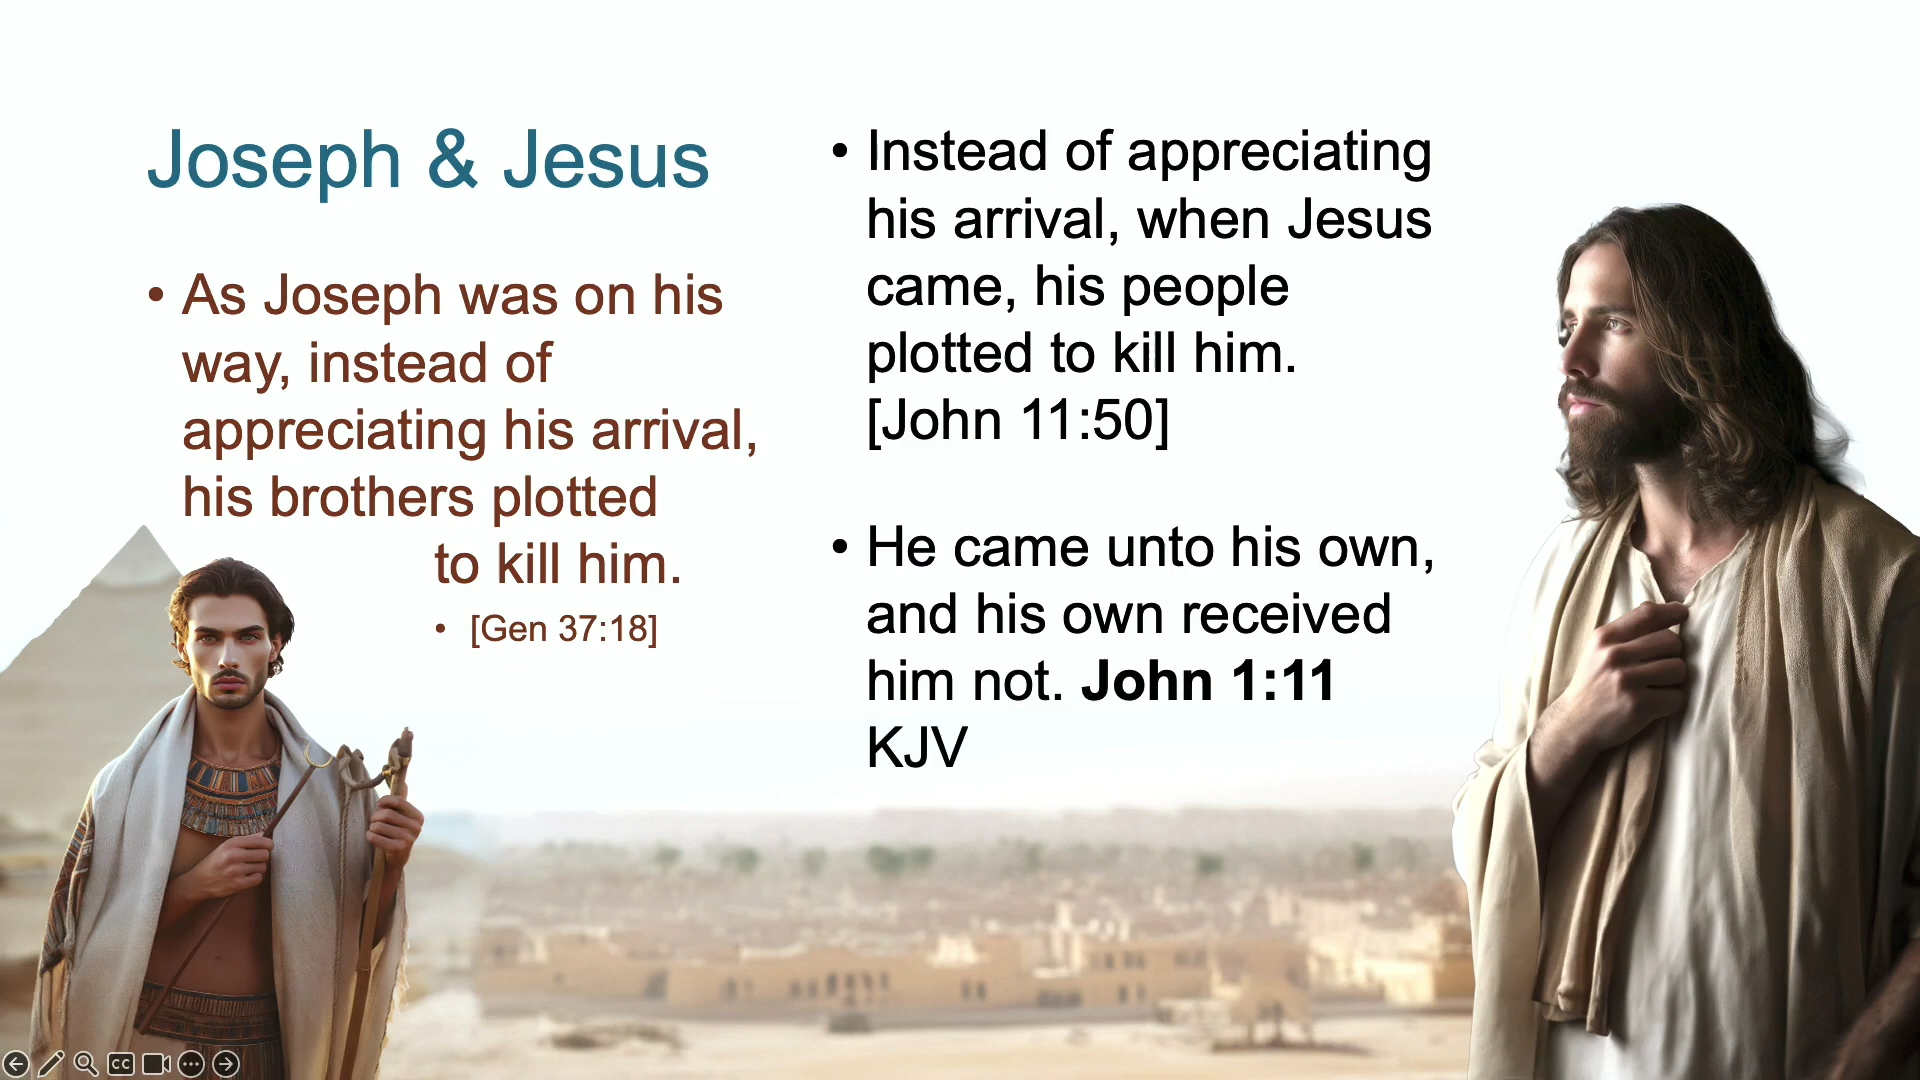 Joseph & Jesus
• As Joseph was on his
way, instead of
appreciating his arrival,
his brothers plotted
to kill him.
• [Gen 37:18]
• Instead of appreciating
his arrival, when Jesus
came, his people
plotted to kill him.
[John 11:50]
• He came unto his own,
and his own received
him not. John 1:11
KJV
CC